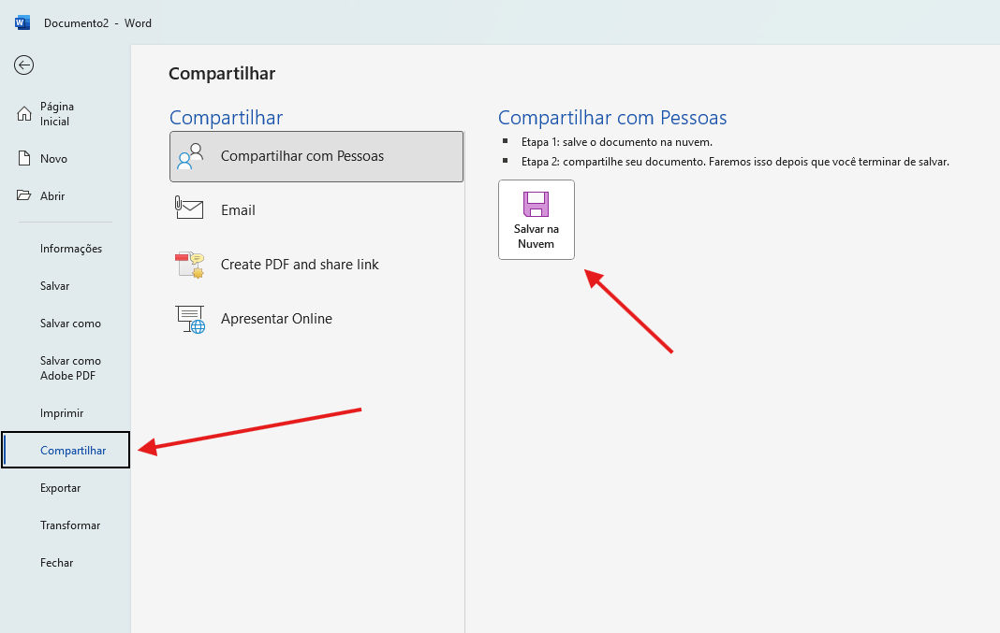 Documento2 - Word
Compartilhar
Página
Inicial
Novo
Abrir
Informações
Salvar
Salvar como
Salvar como
Adobe PDF
Imprimir
Compartilhar
Exportar
Transformar
Fechar
Compartilhar
Compartilhar com Pessoas
Email
Create PDF and share link
Apresentar Online
Compartilhar com Pessoas
Etapa 1: salve o documento na nuvem.
Etapa 2: compartilhe seu documento. Faremos isso depois que você terminar de salvar.
Salvar na
Nuvem